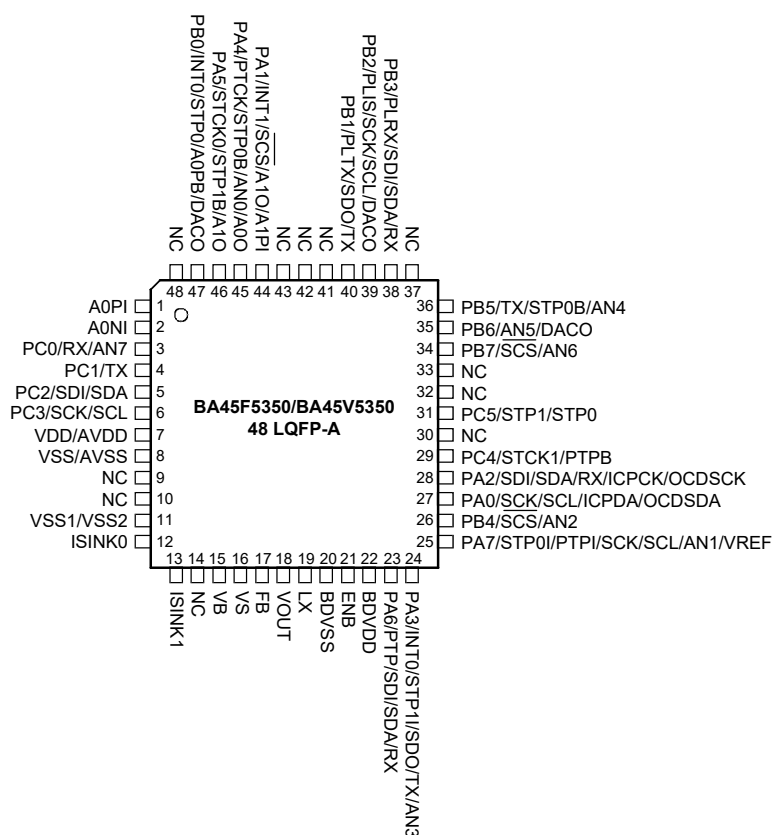 PB0/INT0/STP0/A0PB/DACO
PA5/STCK0/STP1B/A1O
PA4/PTCK/STP0B/AN0/A0O
PA1/INT1/SCS/A1O/A1PI
PB1/PLTX/SDO/TX
PB2/PLIS/SCK/SCL/DACO
PB3/PLRX/SDI/SDA/RX
NC
NC
NC
NC
NC
48 47 46 45 44 43 42 41 40 39 38 37
A0PI 1
A0NI 2
PC0/RX/AN7 3
PC1/TX 4
PC2/SDI/SDA 5
PC3/SCK/SCL 6
VDD/AVDD 7
VSS/AVSS 8
NC 9
NC 10
VSS1/VSS2 11
ISINK0 12
BA45F5350/BA45V5350
48 LQFP-A
36 PB5/TX/STP0B/AN4
35 PB6/AN5/DACO
34 PB7/SCS/AN6
33 NC
32 NC
31 PC5/STP1/STP0
30 NC
29 PC4/STCK1/PTPB
28 PA2/SDI/SDA/RX/ICPCK/OCDSCK
27 PA0/SCK/SCL/ICPDA/OCDSDA
26 PB4/SCS/AN2
25 PA7/STP0I/PTPI/SCK/SCL/AN1/VREF
13 14 15 16 17 18 19 20 21 22 23 24
ISINK1
NC
VB
VS
FB
VOUT
LX
BDVSS
ENB
BDVDD
PA6/PTP/SDI/SDA/RX
PA3/INT0/STP1I/SDO/TX/AN3